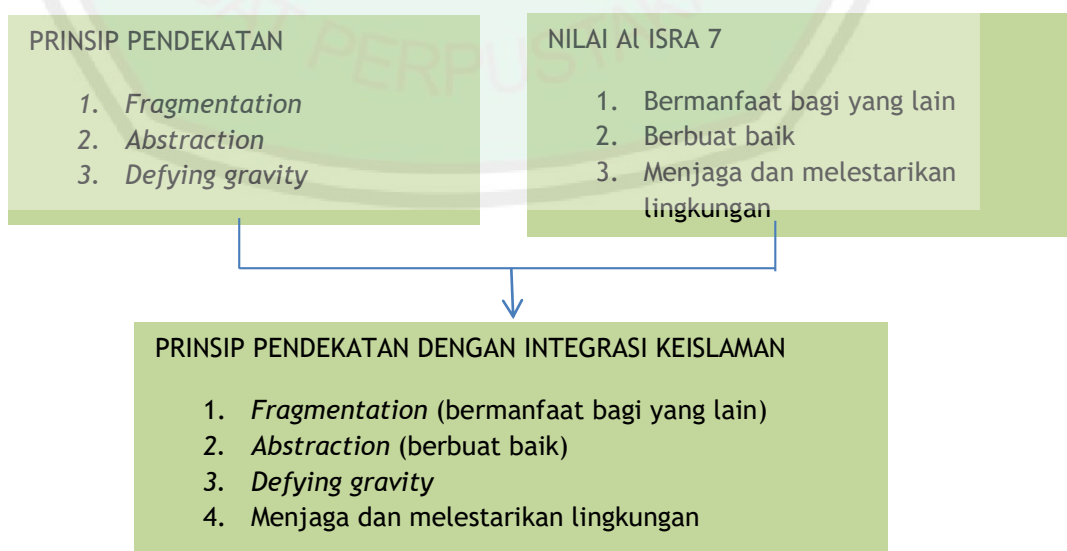 PRINSIP PENDEKATAN
1. Fragmentation
2. Abstraction
3. Defying gravity
NILAI Al ISRA 7
1. Bermanfaat bagi yang lain
2. Berbuat baik
3. Menjaga dan melestarikan
lingkungan
PRINSIP PENDEKATAN DENGAN INTEGRASI KEISLAMAN
1. Fragmentation (bermanfaat bagi yang lain)
2. Abstraction (berbuat baik)
3. Defying gravity
4. Menjaga dan melestarikan lingkungan